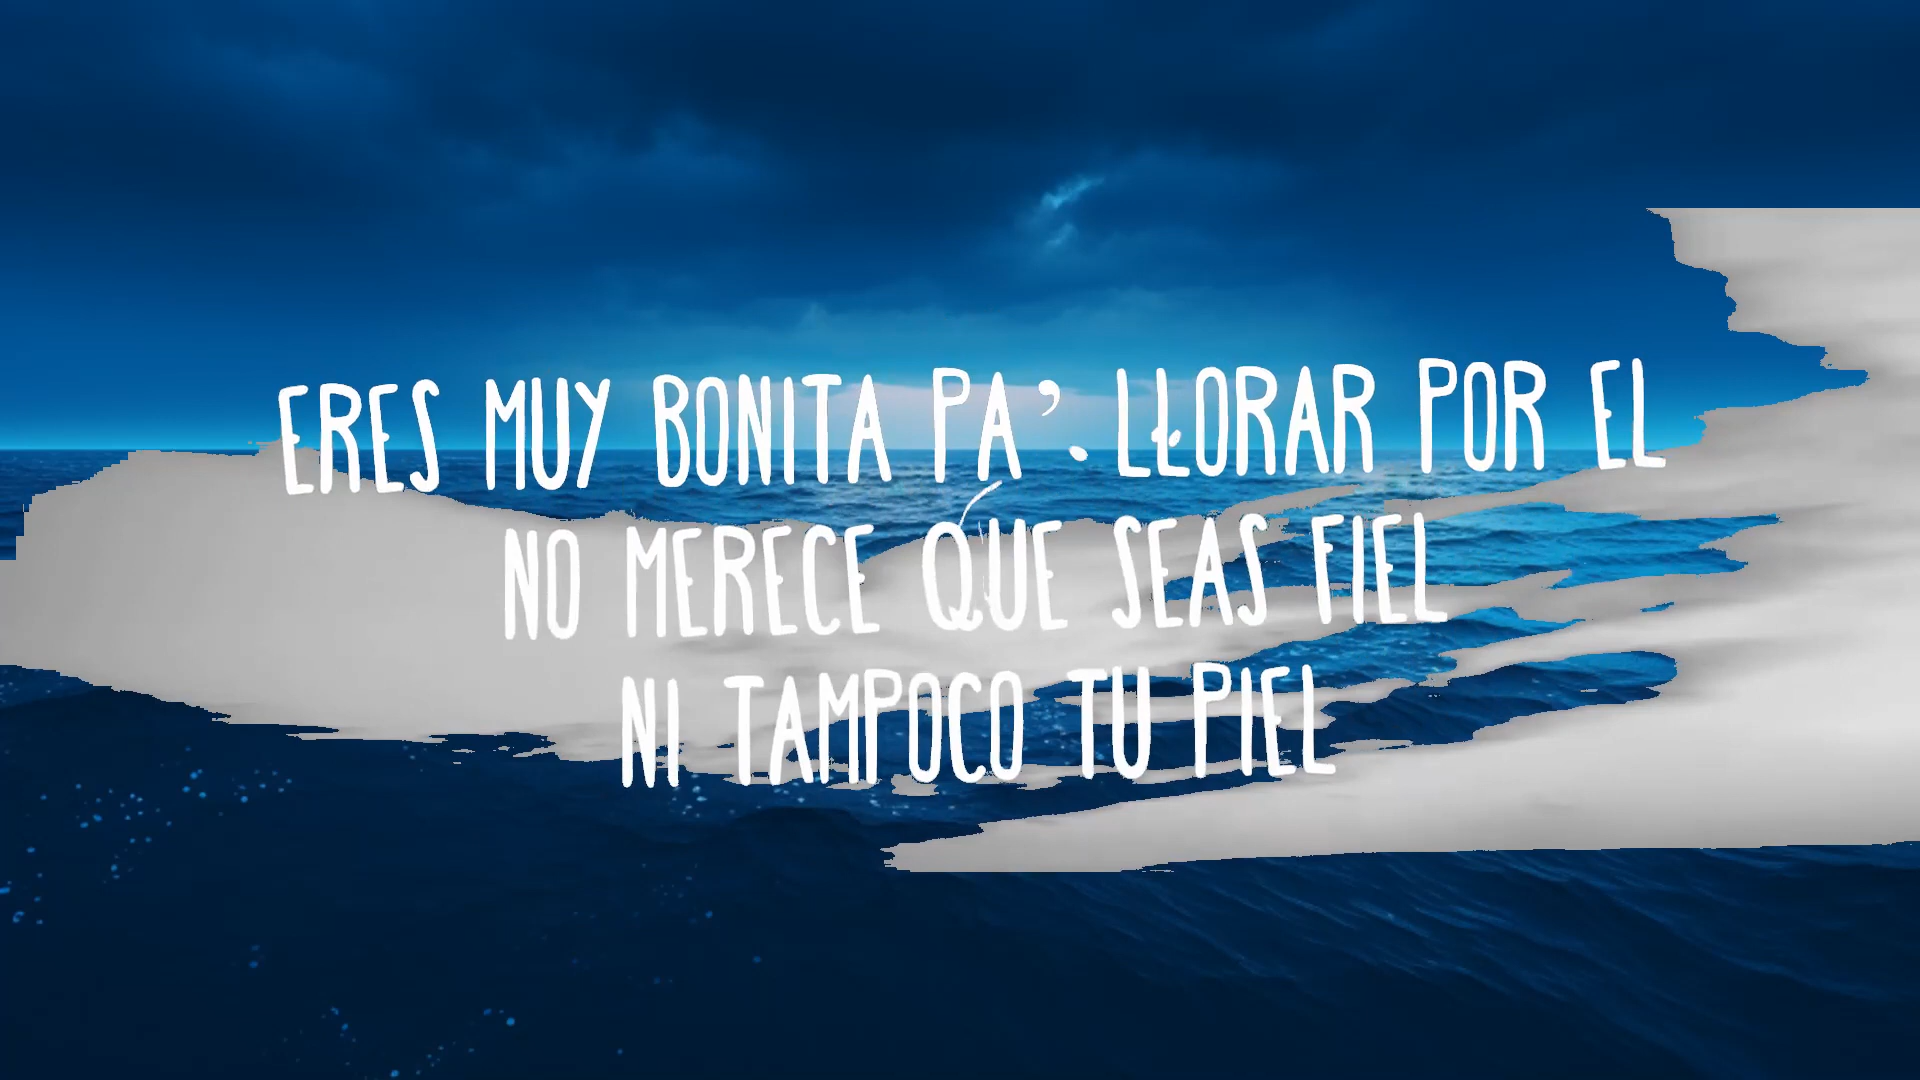 ERES MUY BONITA PA' LLORAR POR EL
NO MERECE QUE SEAS FIEL
NI TAMPOCO TU PIEL